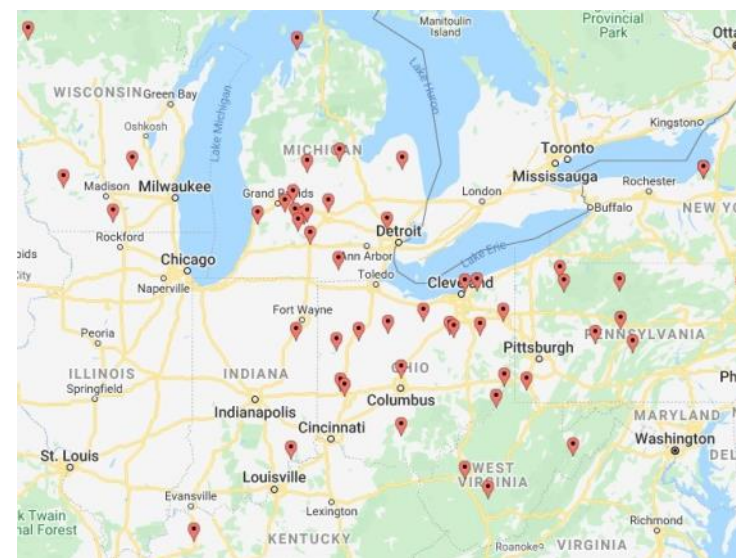 Manitoulin
Island
Provincial
Park
Otta
WISCONSIN
Green Bay
Oshkosh
Lake Michigan
Lake Huron
Kingston
MICHIGAN
Toronto
Mississauga
Madison
Milwaukee
Grand Rapids
London
Rochester
Buffalo
NEW YO
Rockford
Detroit
Ann Arbor
Lake Erie
Chicago
Naperville
Toledo
Cleveland
pids
City
Fort Wayne
Peoria
PENNSYLVANIA
Pittsburgh
ILLINOIS
INDIANA
OHIO
Ph
Springfield
Columbus
Indianapolis
MARYLAND
Cincinnati
Washington
DEL
St. Louis
WEST
VIRGINIA
Louisville
Evansville
Lexington
k Twain
nal Forest
Richmond
KENTUCKY
Roanoke
VIRGINIA